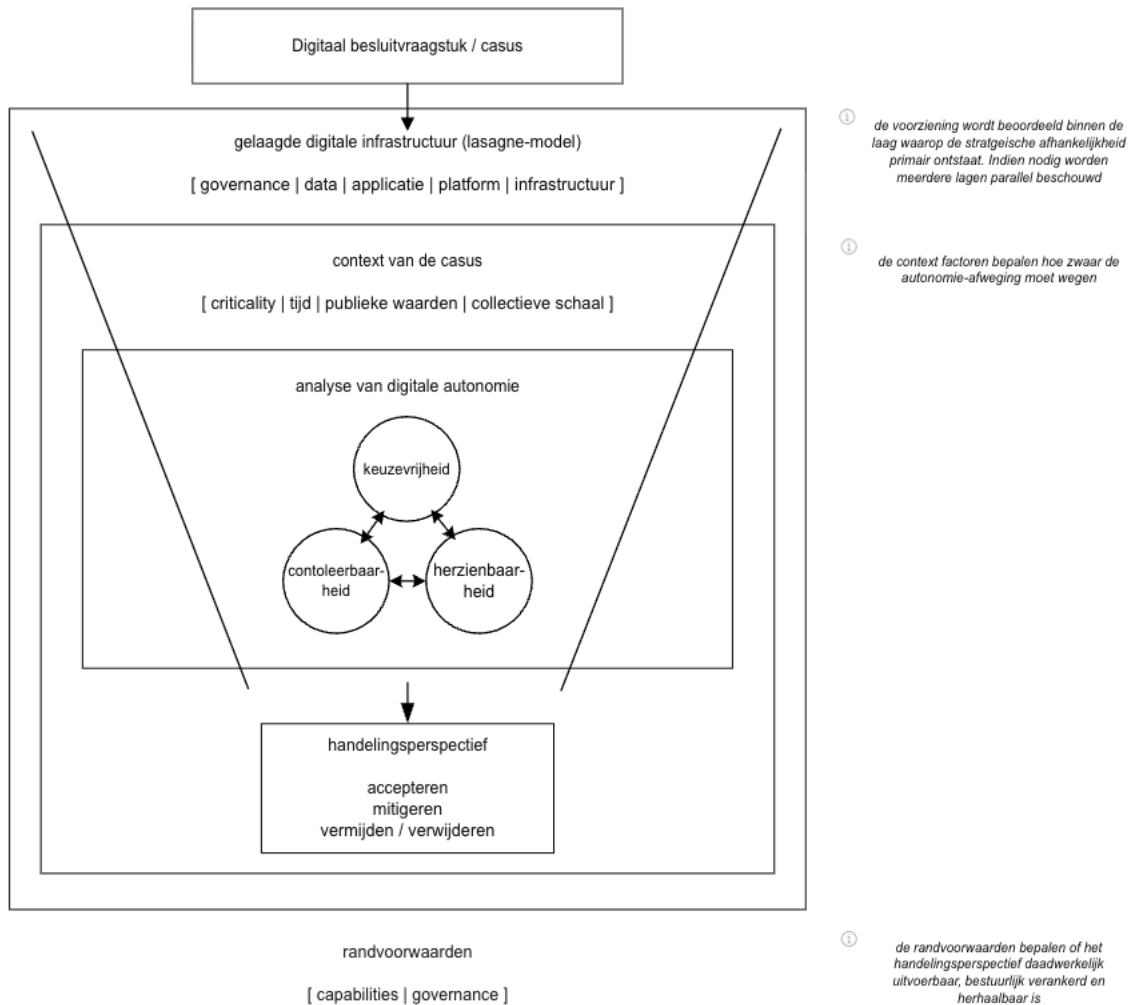 Digitaal besluitvraagstuk / casus
gelaagde digitale infrastructuur (lasagne-model)
[ governance | data | applicatie | platform | infrastructuur ]
de voorziening wordt beoordeeld binnen de
laag waarop de stratgeische afhankelijkheid
primair ontstaat. Indien nodig worden
meerdere lagen parallel beschouwd
context van de casus
[ criticality | tijd | publieke waarden | collectieve schaal ]
de context factoren bepalen hoe zwaar de
autonomie-afweging moet wegen
analyse van digitale autonomie
keuzevrijheid
contoleerbaar-
heid
herzienbaar-
heid
handelingsperspectief
accepteren
mitigeren
vermijden / verwijderen
randvoorwaarden
[ capabilities | governance ]
de randvoorwaarden bepalen of het
handelingsperspectief daadwerkelijk
uitvoerbaar, bestuurlijk verankerd en
herhaalbaar is